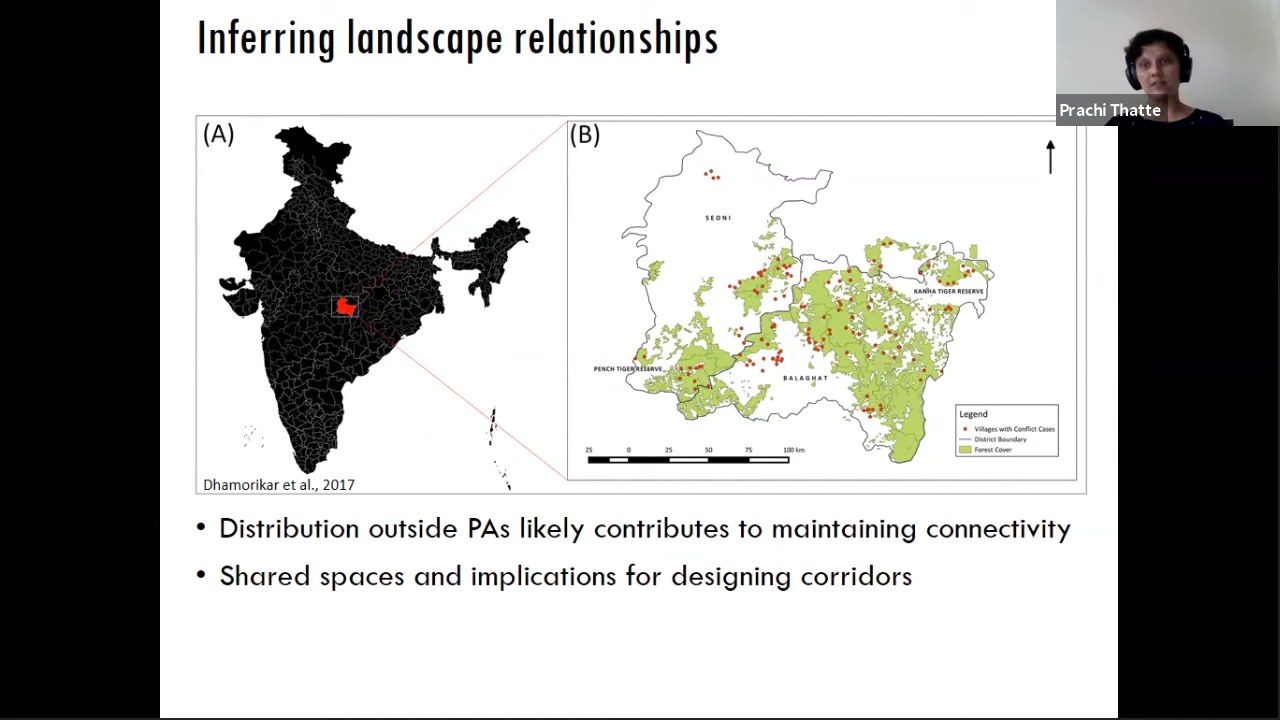 Inferring landscape relationships
Prachi Thatte
(A)
(B)
SEONI
KANHA TIGER RESERVE
PENCH TIGER RESERVE
BALAGHAT
Legend
Villages with Conflict Cases
District Boundary
Forest Cover
25 0 25 50 75 100 km
Dhamorikar et al., 2017
• Distribution outside PAs likely contributes to maintaining connectivity
• Shared spaces and implications for designing corridors